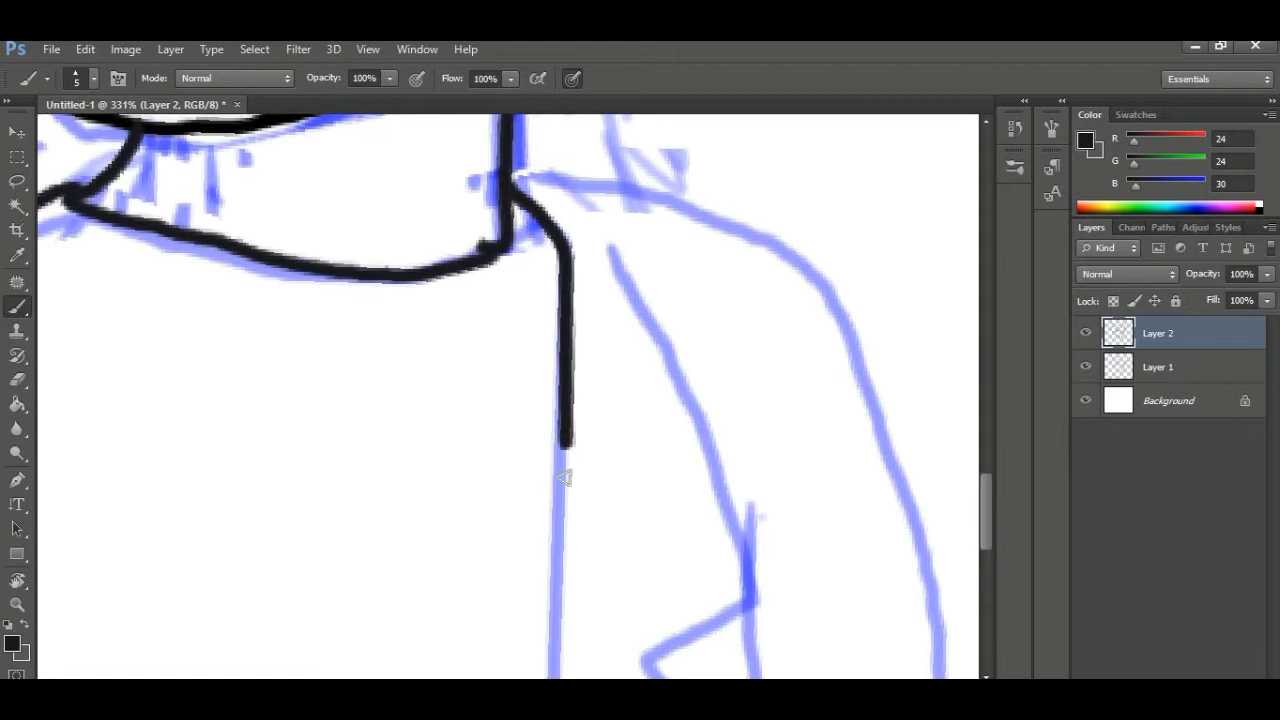 Ps File Edit Image Layer Type Select Filter 3D View Window Help
5 Mode: Normal Opacity: 100% Flow: 100% Essentials
Untitled-1 @ 331% (Layer 2, RGB/8) * ×
Color Swatches
R 24
G 24
B 30
Layers Chann Paths Adjust Styles
Kind T
Normal Opacity: 100%
Lock: Fill: 100%
Layer 2
Layer 1
Background